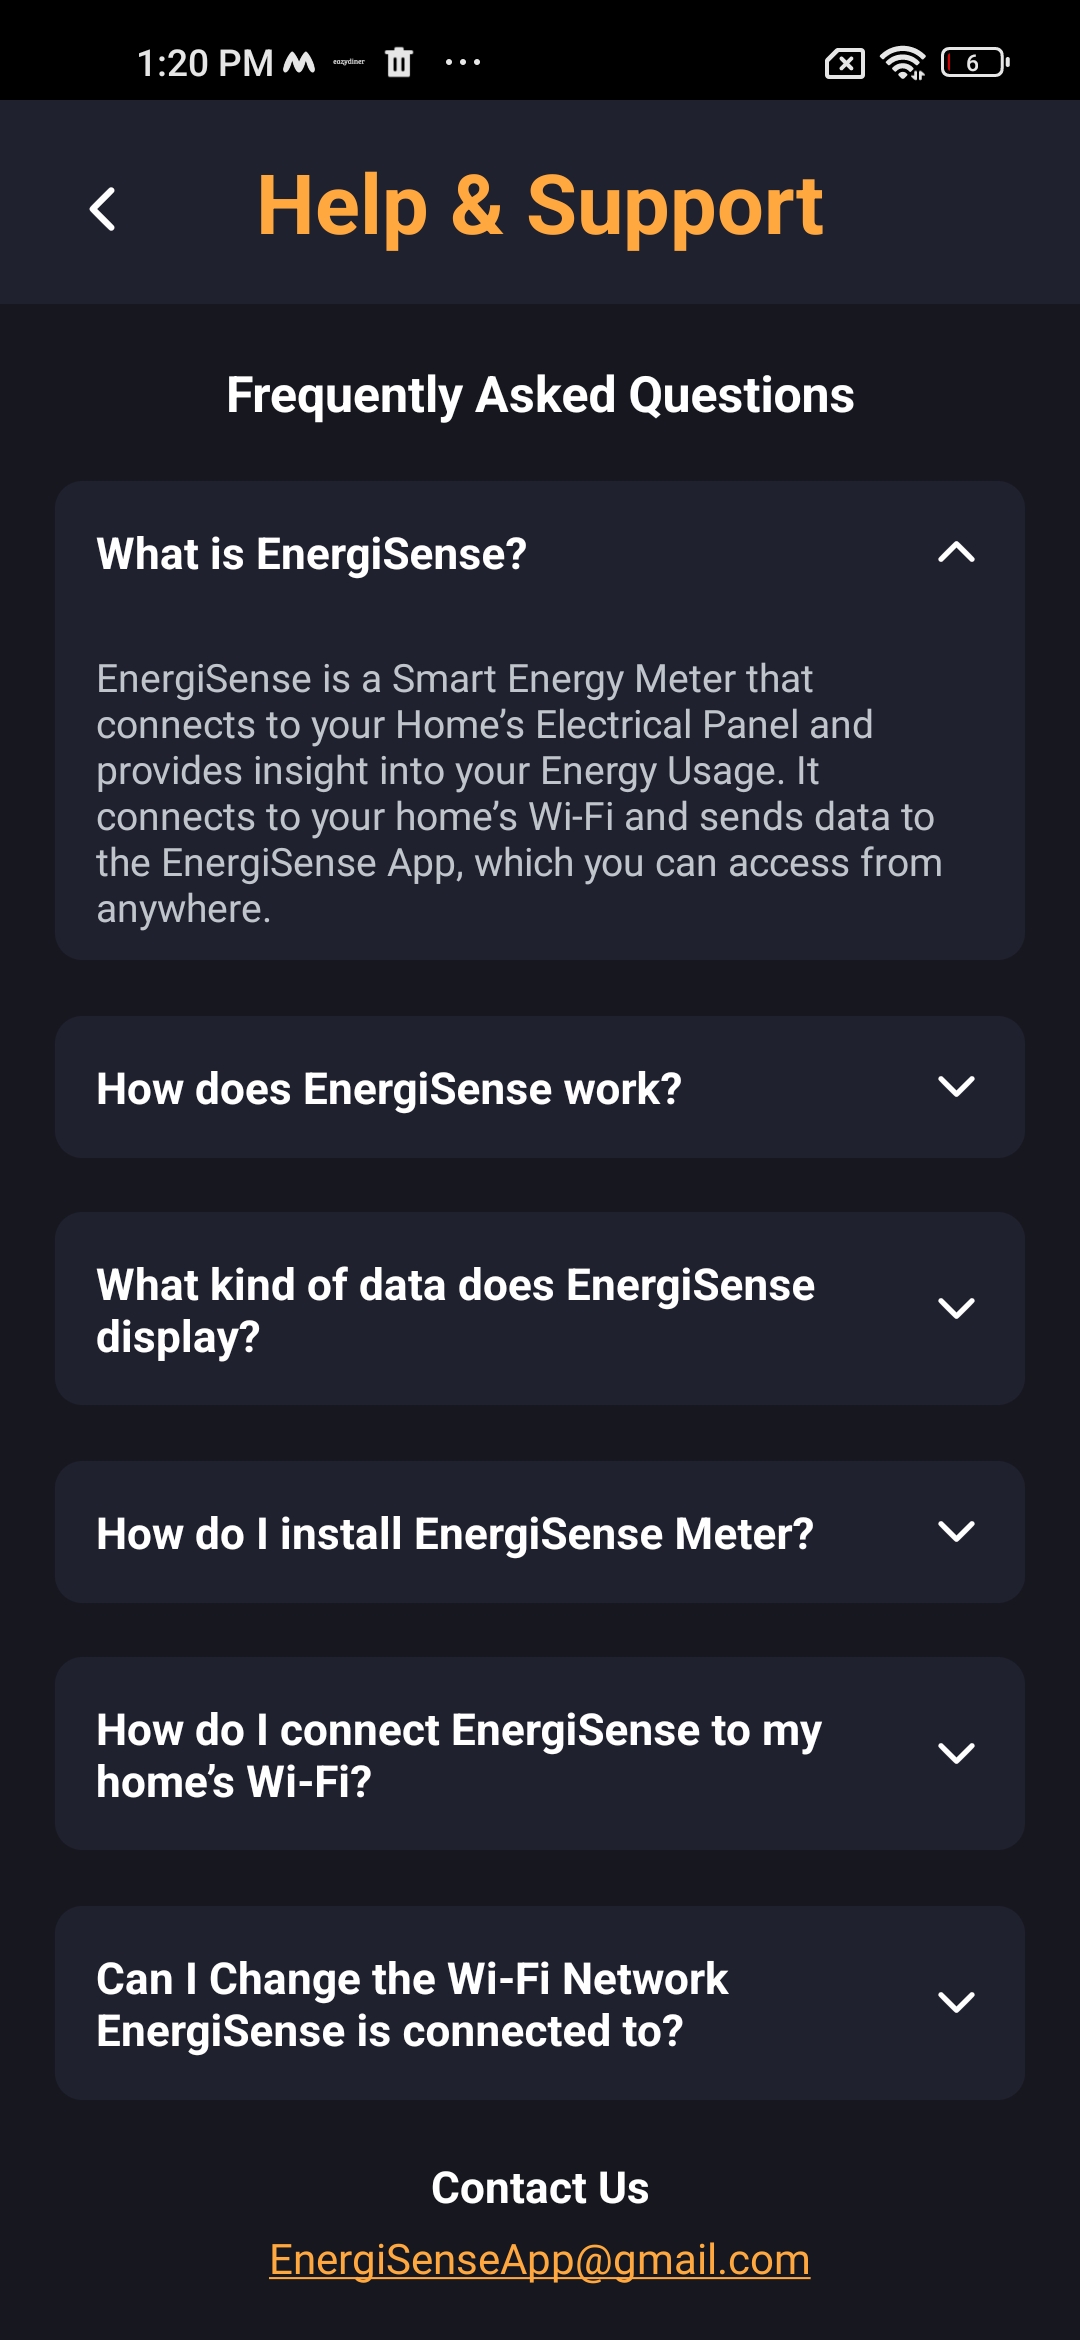 1:20 PM
eazydiner
6
Help & Support
Frequently Asked Questions
What is EnergiSense?
EnergiSense is a Smart Energy Meter that
connects to your Home’s Electrical Panel and
provides insight into your Energy Usage. It
connects to your home’s Wi-Fi and sends data to
the EnergiSense App, which you can access from
anywhere.
How does EnergiSense work?
What kind of data does EnergiSense
display?
How do I install EnergiSense Meter?
How do I connect EnergiSense to my
home’s Wi-Fi?
Can I Change the Wi-Fi Network
EnergiSense is connected to?
Contact Us
EnergiSenseApp@gmail.com